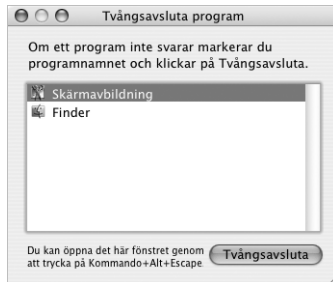 Tvångsavsluta program
Om ett program inte svarar markerar du
programnamnet och klickar på Tvångsavsluta.
Skärmavbildning
Finder
Du kan öppna det här fönstret genom
att trycka på Kommando+Alt+Escape.
Tvångsavsluta